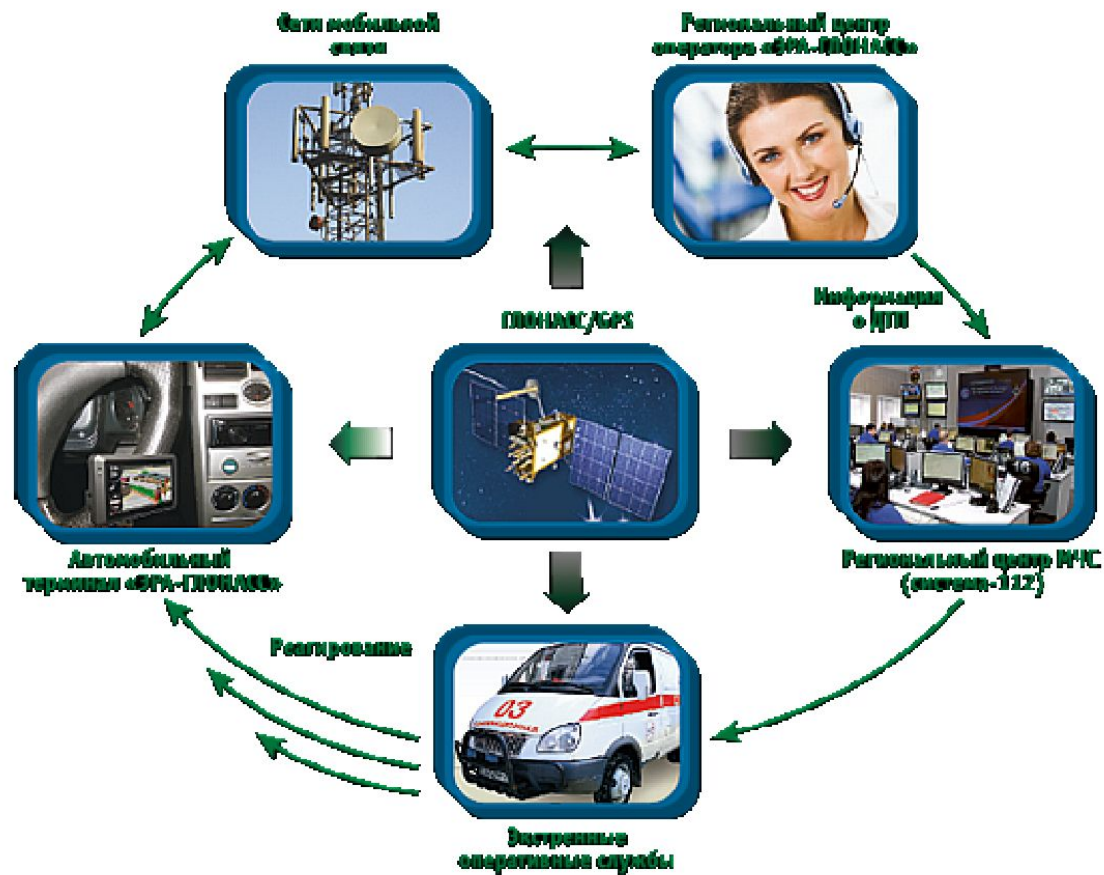 Сети мобильной
связи
Региональный центр
оператора «ЭРА-ГЛОНАСС»
Информация
о ДТП
ГЛОНАСС/GPS
Автомобильный
терминал «ЭРА-ГЛОНАСС»
Региональный центр МЧС
(система-112)
Реагирование
03
Экстренные
оперативные службы